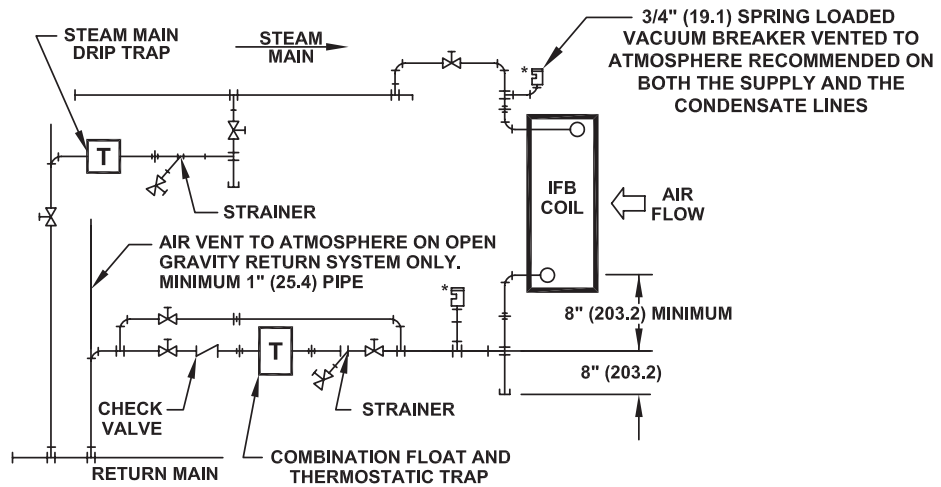 3/4" (19.1) SPRING LOADED
VACUUM BREAKER VENTED TO
ATMOSPHERE RECOMMENDED ON
BOTH THE SUPPLY AND THE
CONDENSATE LINES
STEAM MAIN
DRIP TRAP
STEAM
MAIN
*
T
STRAINER
IFB
COIL
AIR
FLOW
AIR VENT TO ATMOSPHERE ON OPEN
GRAVITY RETURN SYSTEM ONLY.
MINIMUM 1" (25.4) PIPE
*
8" (203.2) MINIMUM
T
8" (203.2)
CHECK
VALVE
STRAINER
COMBINATION FLOAT AND
THERMOSTATIC TRAP
RETURN MAIN